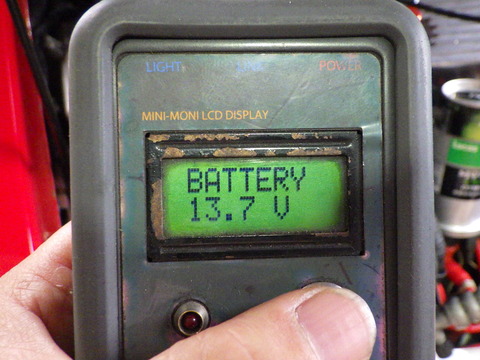 LIGHT
POWER
MINI-MONI LCD DISPLAY
BATTERY
13.7 V